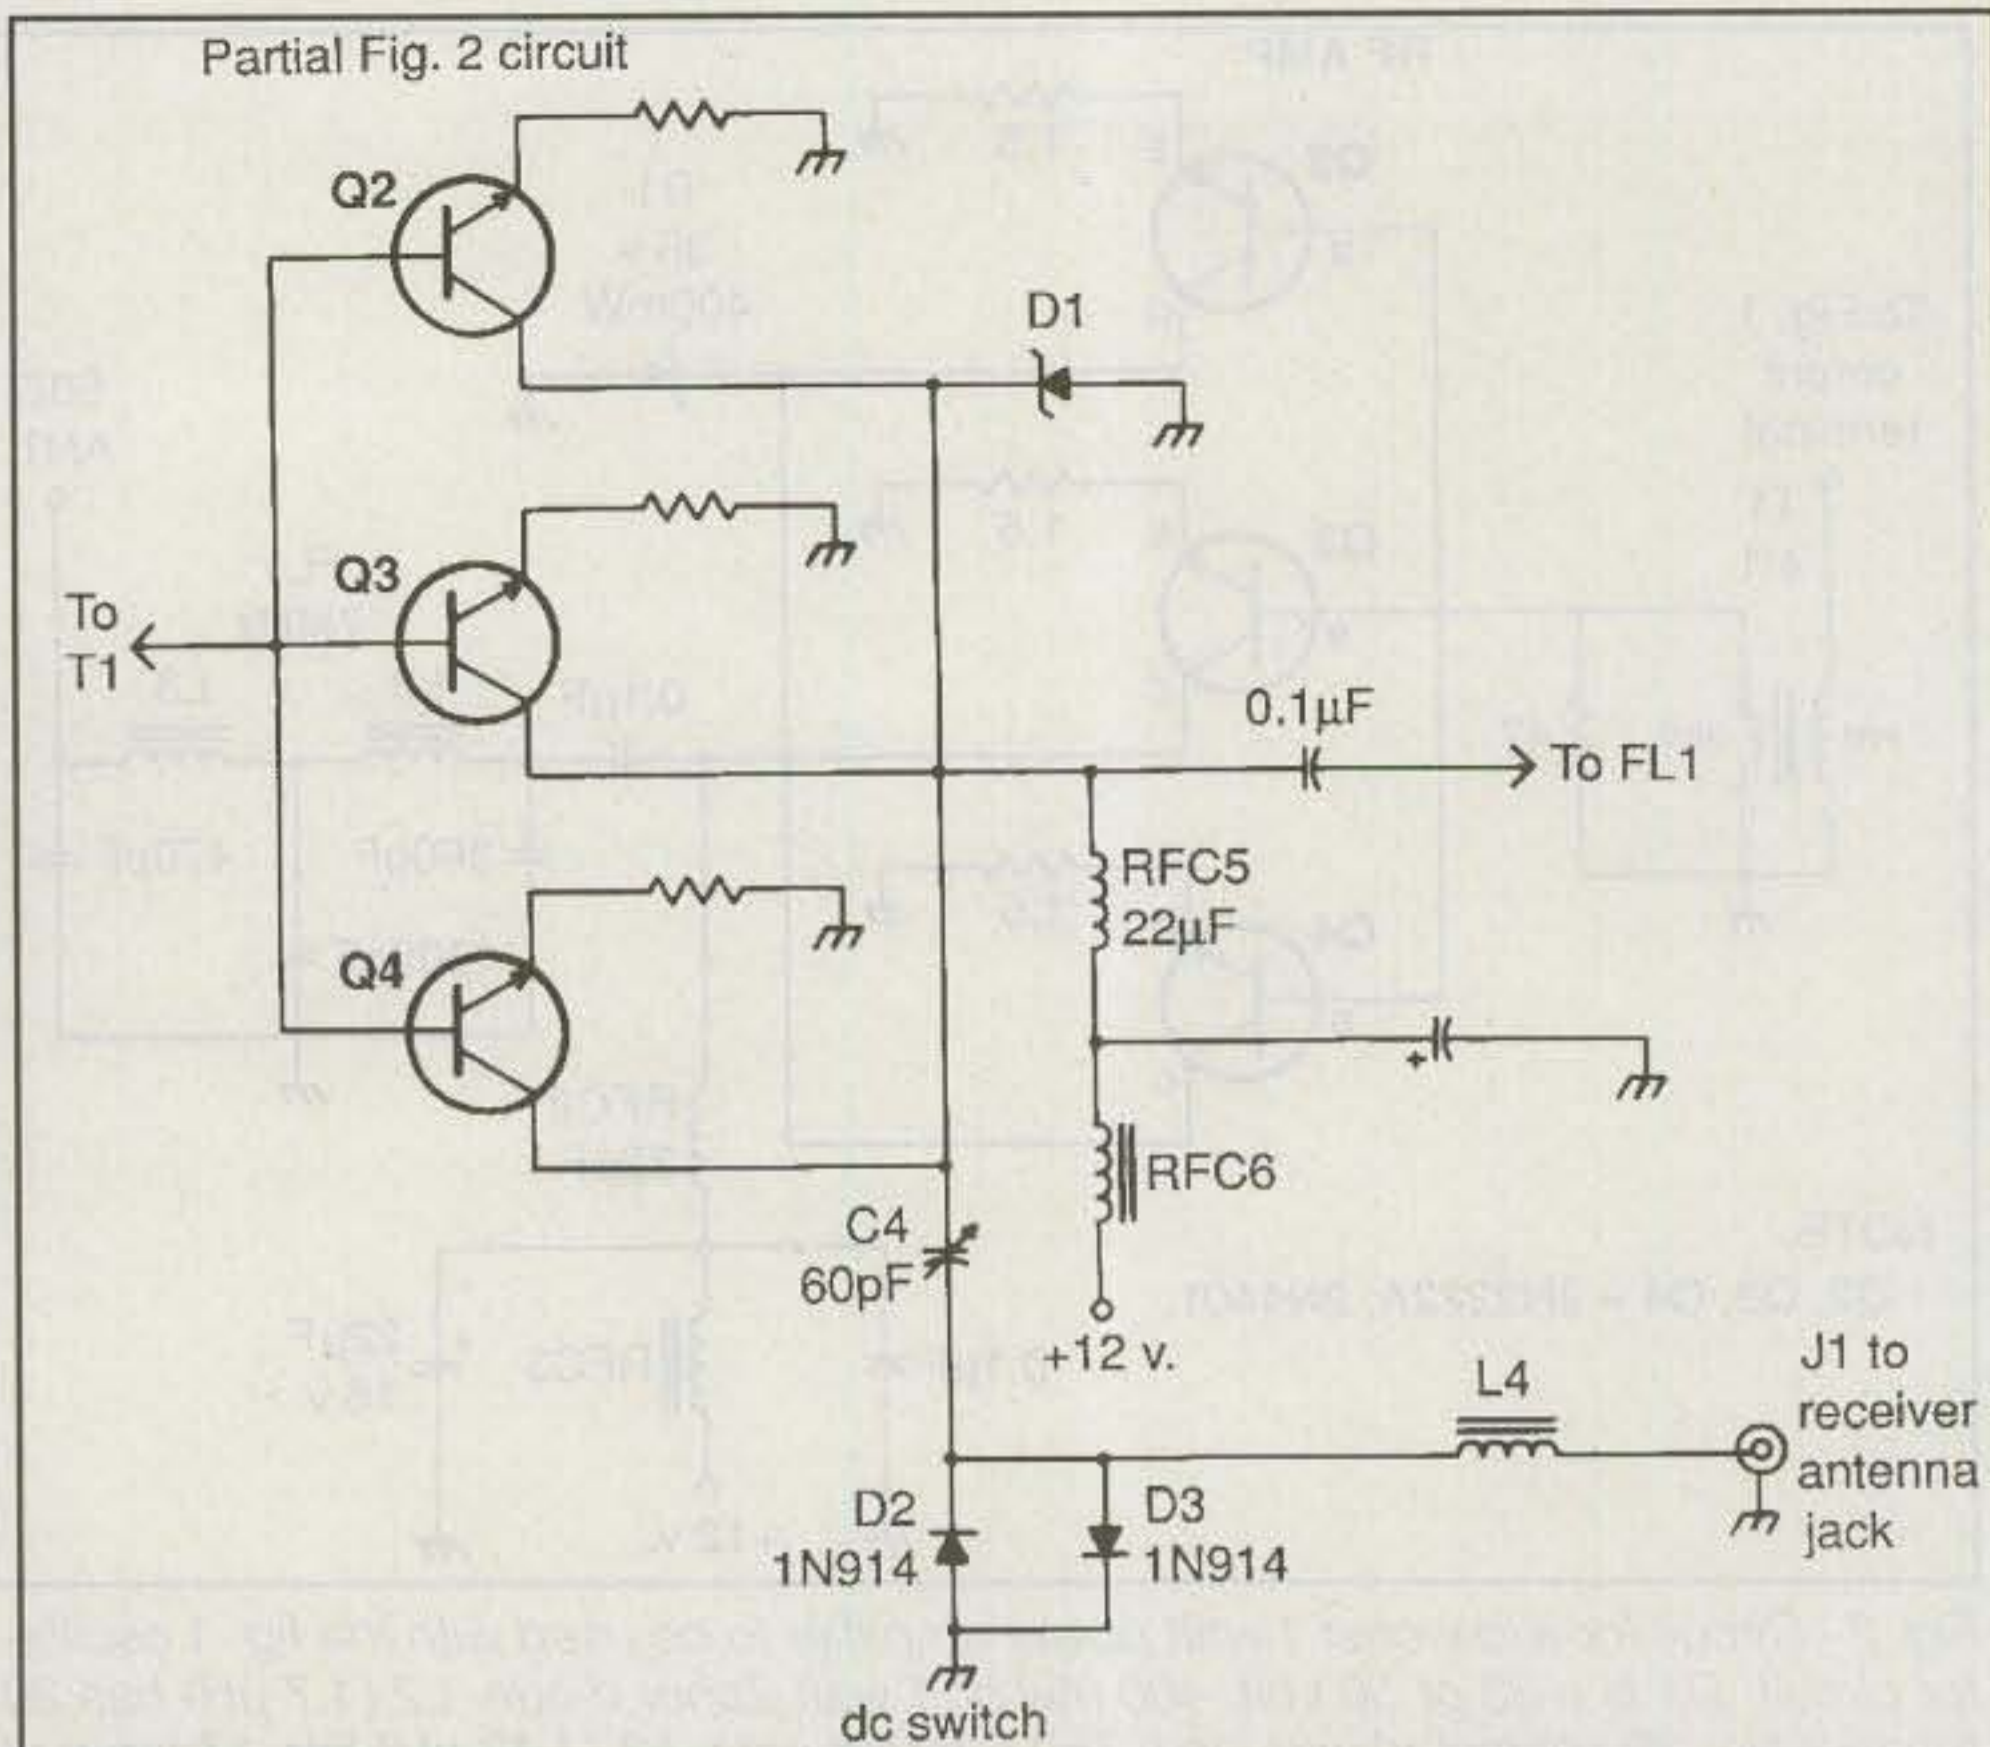 Partial Fig. 2 circuit
Q2
D1
Q3
To
T1
0.1µF
To FL1
RFC5
22µF
Q4
+
RFC6
C4
60pF
+12 v.
L4
J1 to
receiver
antenna
jack
D2
1N914
D3
1N914
dc switch